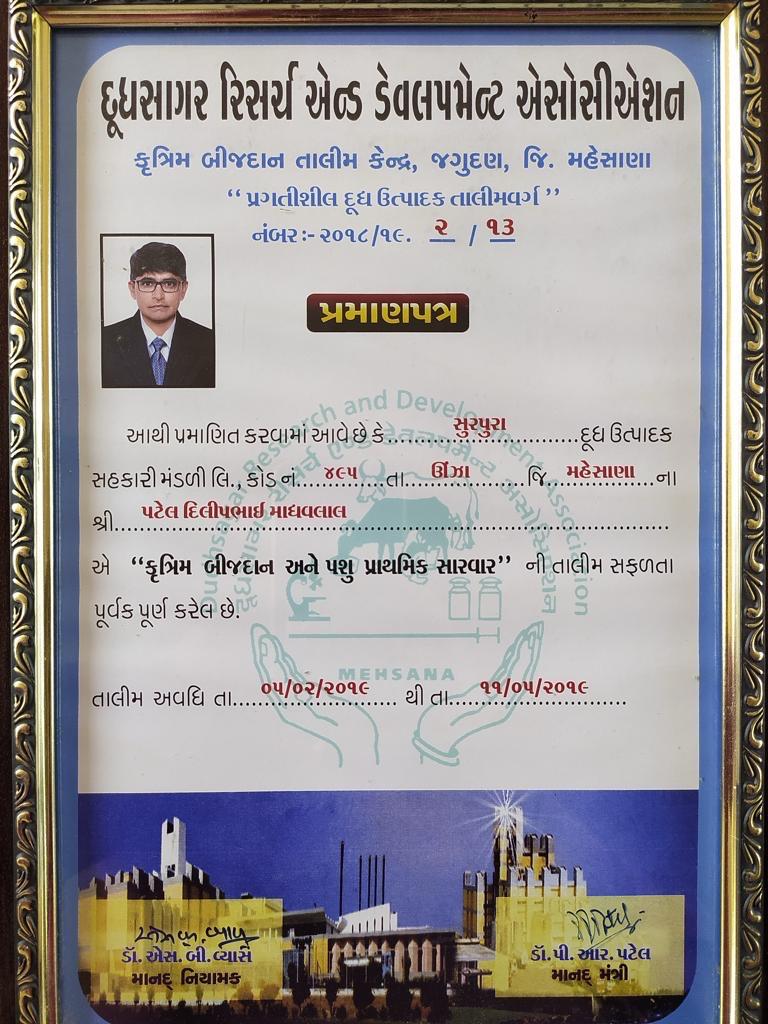 દૂધસાગર રિસર્ચ એન્ડ ડેવલપમેન્ટ એસોસીએશન
કૃત્રિમ બીજદાન તાલીમ કેન્દ્ર, જગુદણ, જિ. મહેસાણા
“ પ્રગતીશીલ દૂધ ઉત્પાદક તાલીમવર્ગ ”
નંબર :- ૨૦૧૮/૧૯. ૨ / ૧૩
પ્રમાણપત્ર
આથી પ્રમાણિત કરવામાં આવે છે કે...સુરપુરા...દૂધ ઉત્પાદક
સહકારી મંડળી લિ., કોડ નં....૪૯૫....તા....ઊંઝા....જિ....મહેસાણા....ના
શ્રી....પટેલ દિલીપભાઈ માધવલાલ....
એ “કૃત્રિમ બીજદાન અને પશુ પ્રાથમિક સારવાર” ની તાલીમ સફળતા
પૂર્વક પૂર્ણ કરેલ છે.
Dudhsagar Research and Development Association
MEHSANA
તાલીમ અવધિ તા....૦૫/૦૨/૨૦૧૯.... થી તા....૧૧/૦૫/૨૦૧૯....
ડૉ. એસ. બી. વ્યાસ
માનદ્ નિયામક
ડૉ. પી. આર. પટેલ
માનદ્ મંત્રી